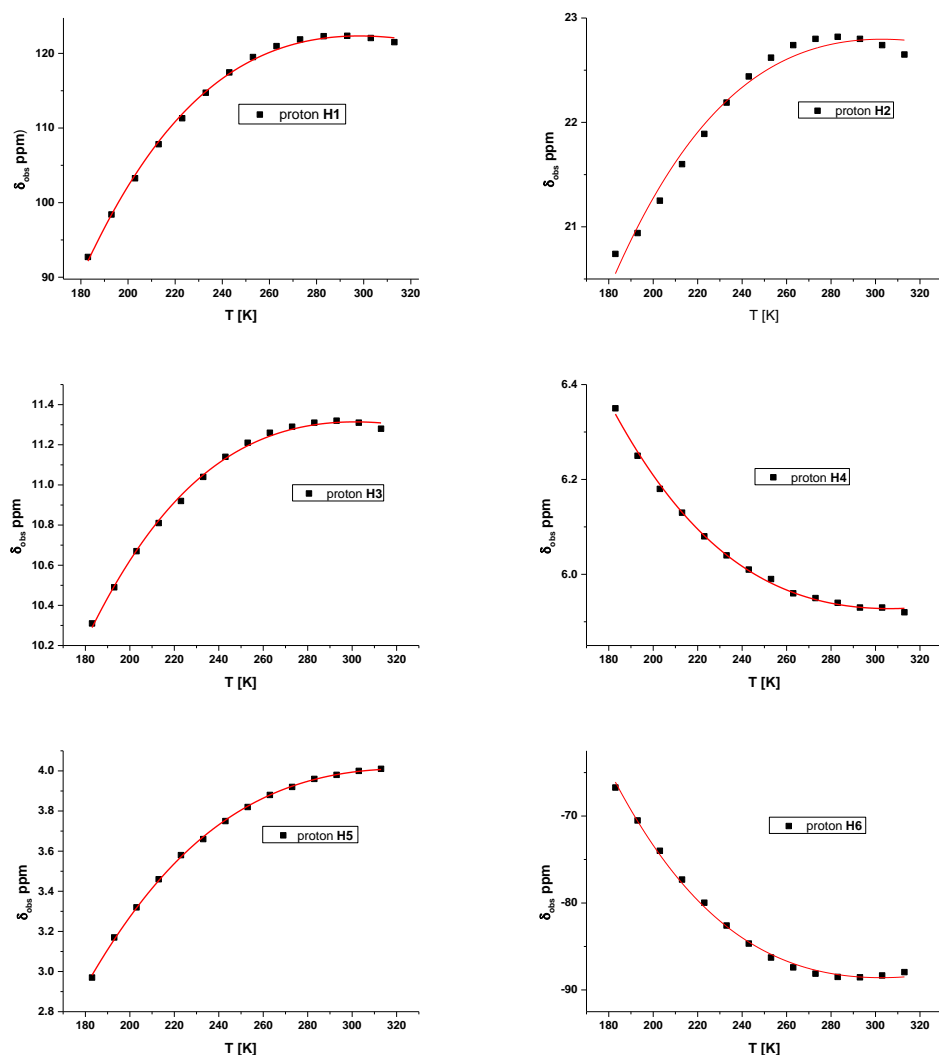 120
110
100
90
δobs ppm)
proton H1
180 200 220 240 260 280 300 320
T [K]
23
22
21
δobs ppm
proton H2
180 200 220 240 260 280 300 320
T [K]
11.4
11.2
11.0
10.8
10.6
10.4
10.2
δobs ppm
proton H3
180 200 220 240 260 280 300 320
T [K]
6.4
6.2
6.0
δobs ppm
proton H4
180 200 220 240 260 280 300 320
T [K]
4.0
3.8
3.6
3.4
3.2
3.0
2.8
δobs ppm
proton H5
180 200 220 240 260 280 300 320
T [K]
-70
-80
-90
δobs ppm
proton H6
180 200 220 240 260 280 300 320
T [K]